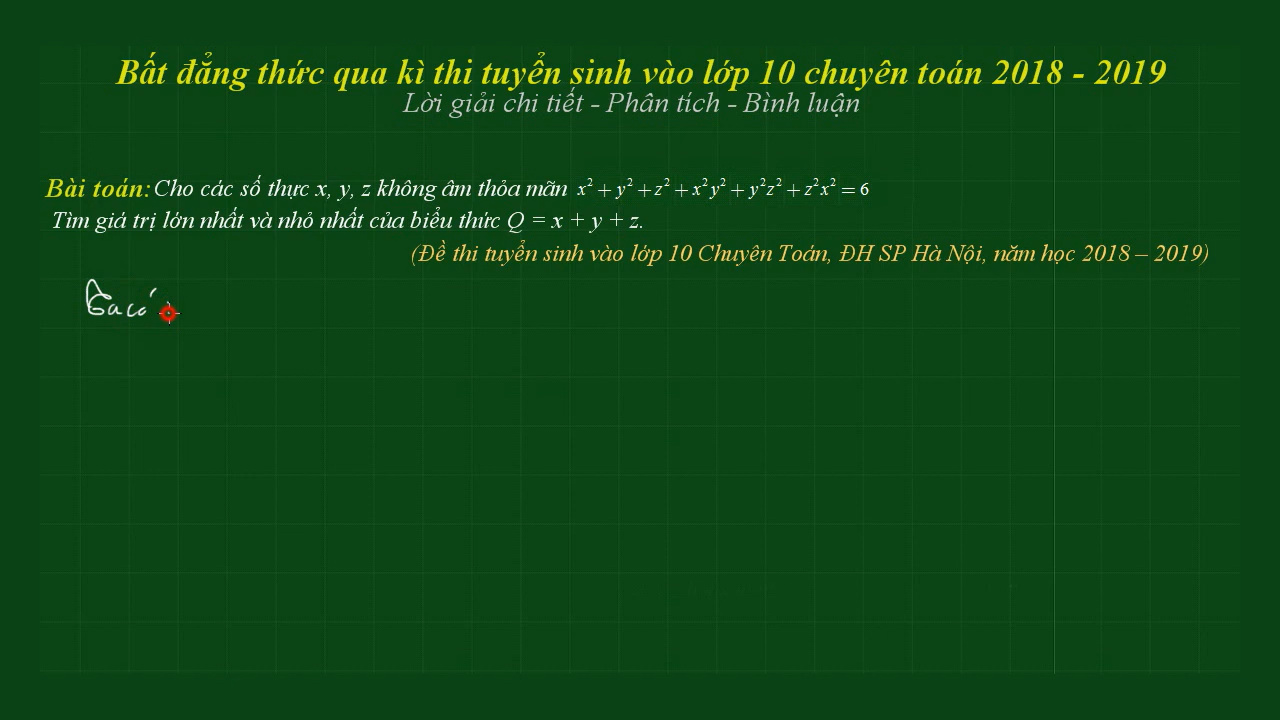 Bất đẳng thức qua kì thi tuyển sinh vào lớp 10 chuyên toán 2018 - 2019
Lời giải chi tiết - Phân tích - Bình luận
Bài toán: Cho các số thực x, y, z không âm thỏa mãn x² + y² + z² + x²y² + y²z² + z²x² = 6
Tìm giá trị lớn nhất và nhỏ nhất của biểu thức Q = x + y + z.
(Đề thi tuyển sinh vào lớp 10 Chuyên Toán, ĐH SP Hà Nội, năm học 2018 – 2019)
Ta có